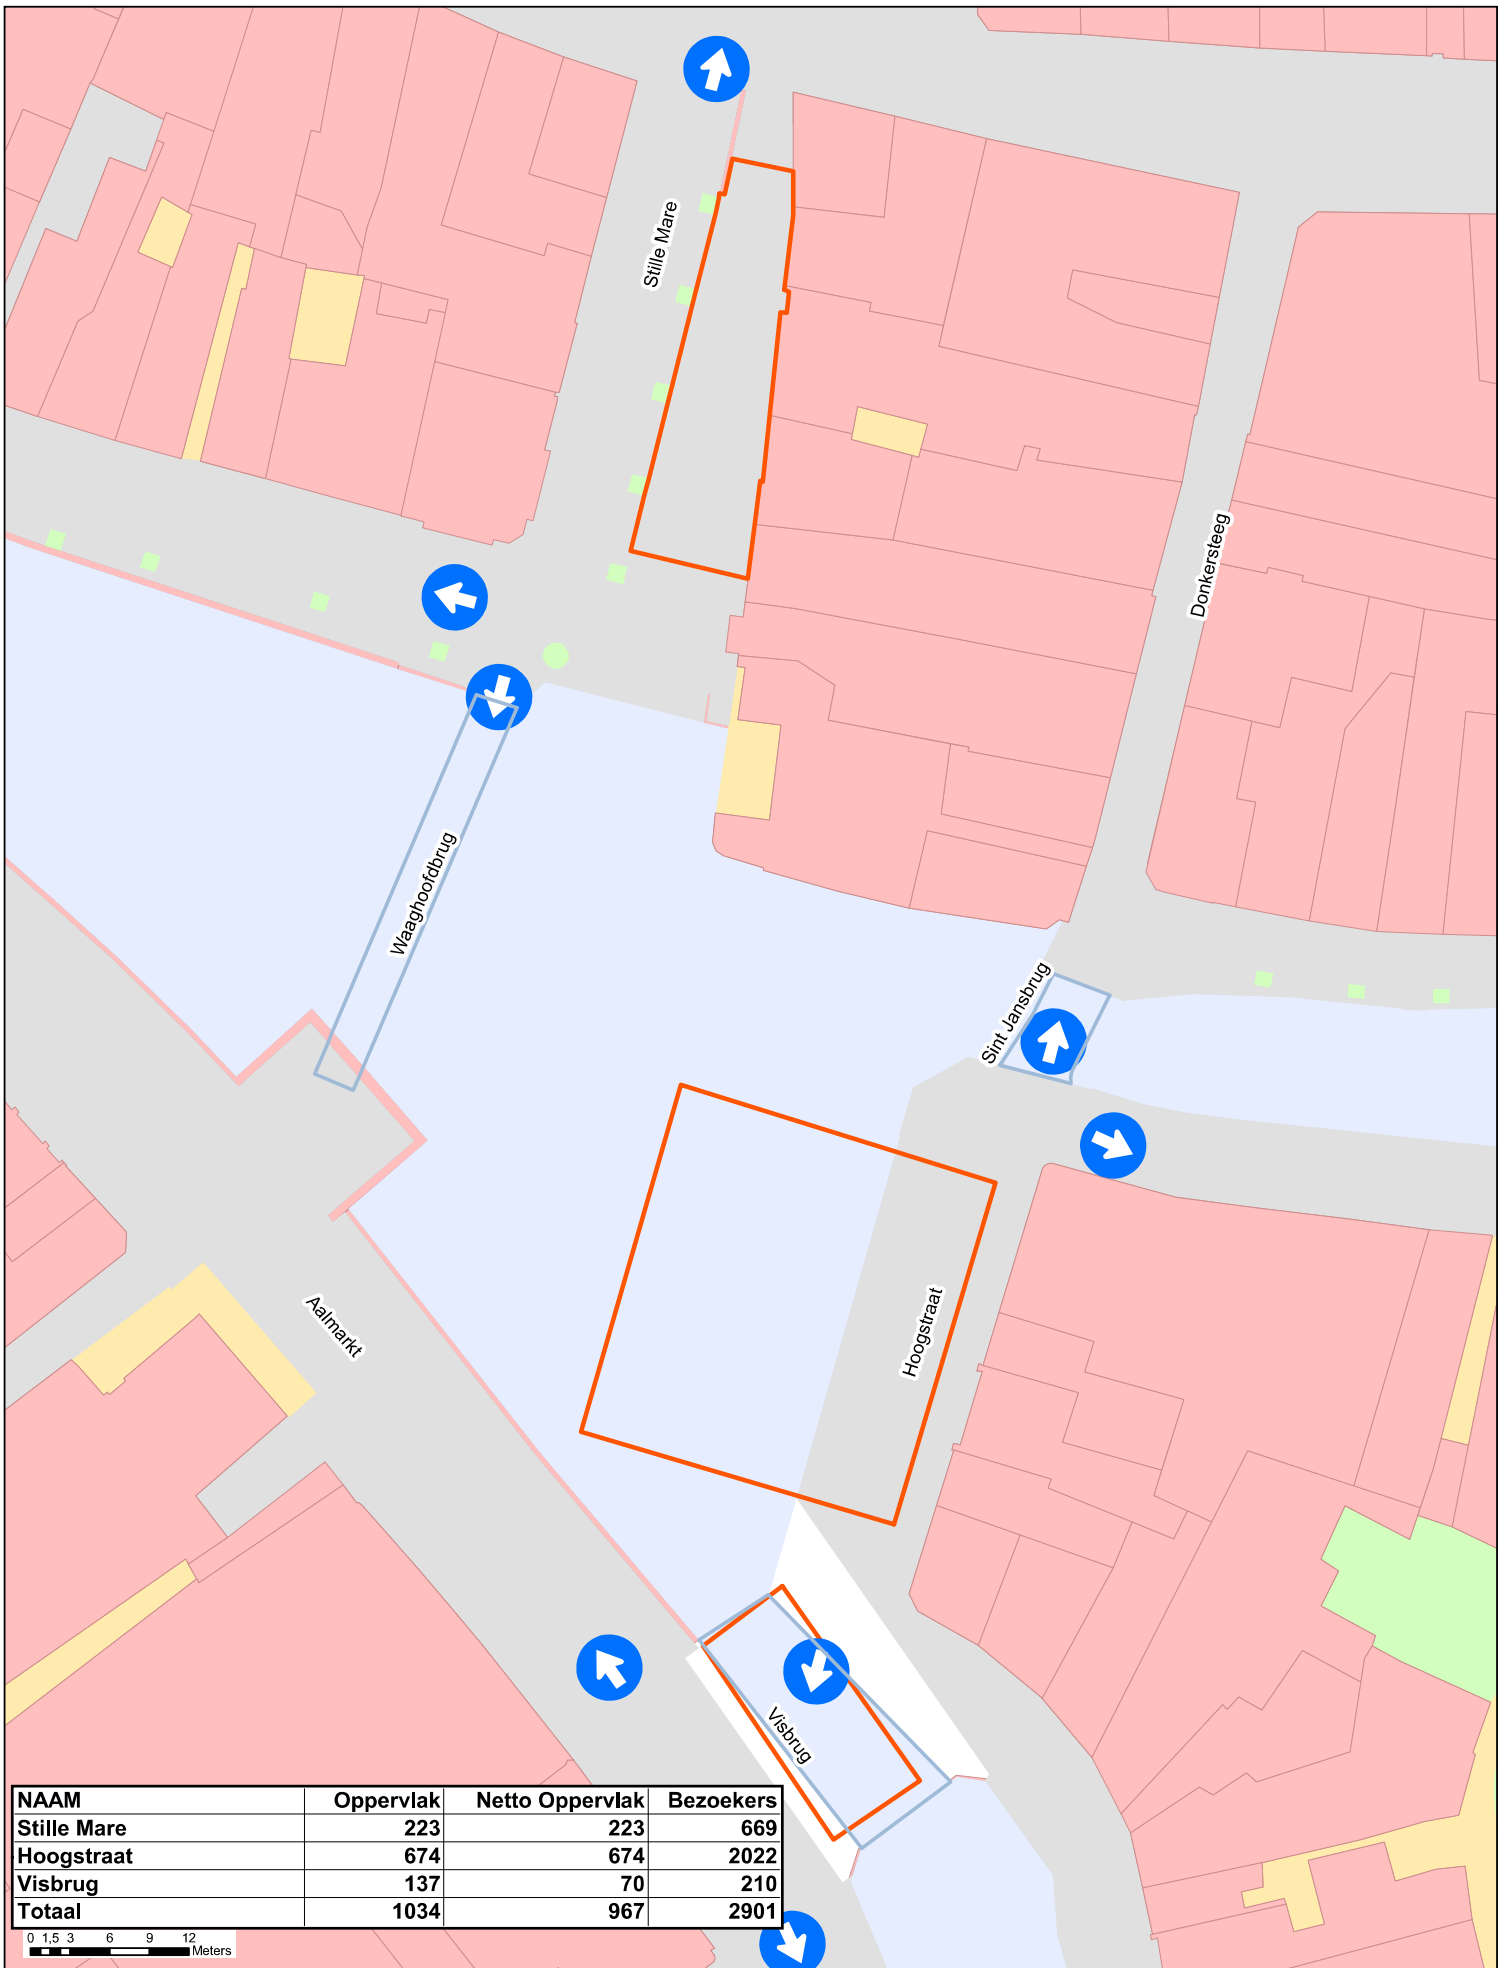 Stille Mare
Donkersteeg
Waaghoofdbrug
Sint Jansbrug
Hoogstraat
Aalmarkt
Visbrug
NAAM Oppervlak Netto Oppervlak Bezoekers
Stille Mare 223 223 669
Hoogstraat 674 674 2022
Visbrug 137 70 210
Totaal 1034 967 2901
0 1,5 3 6 9 12
Meters